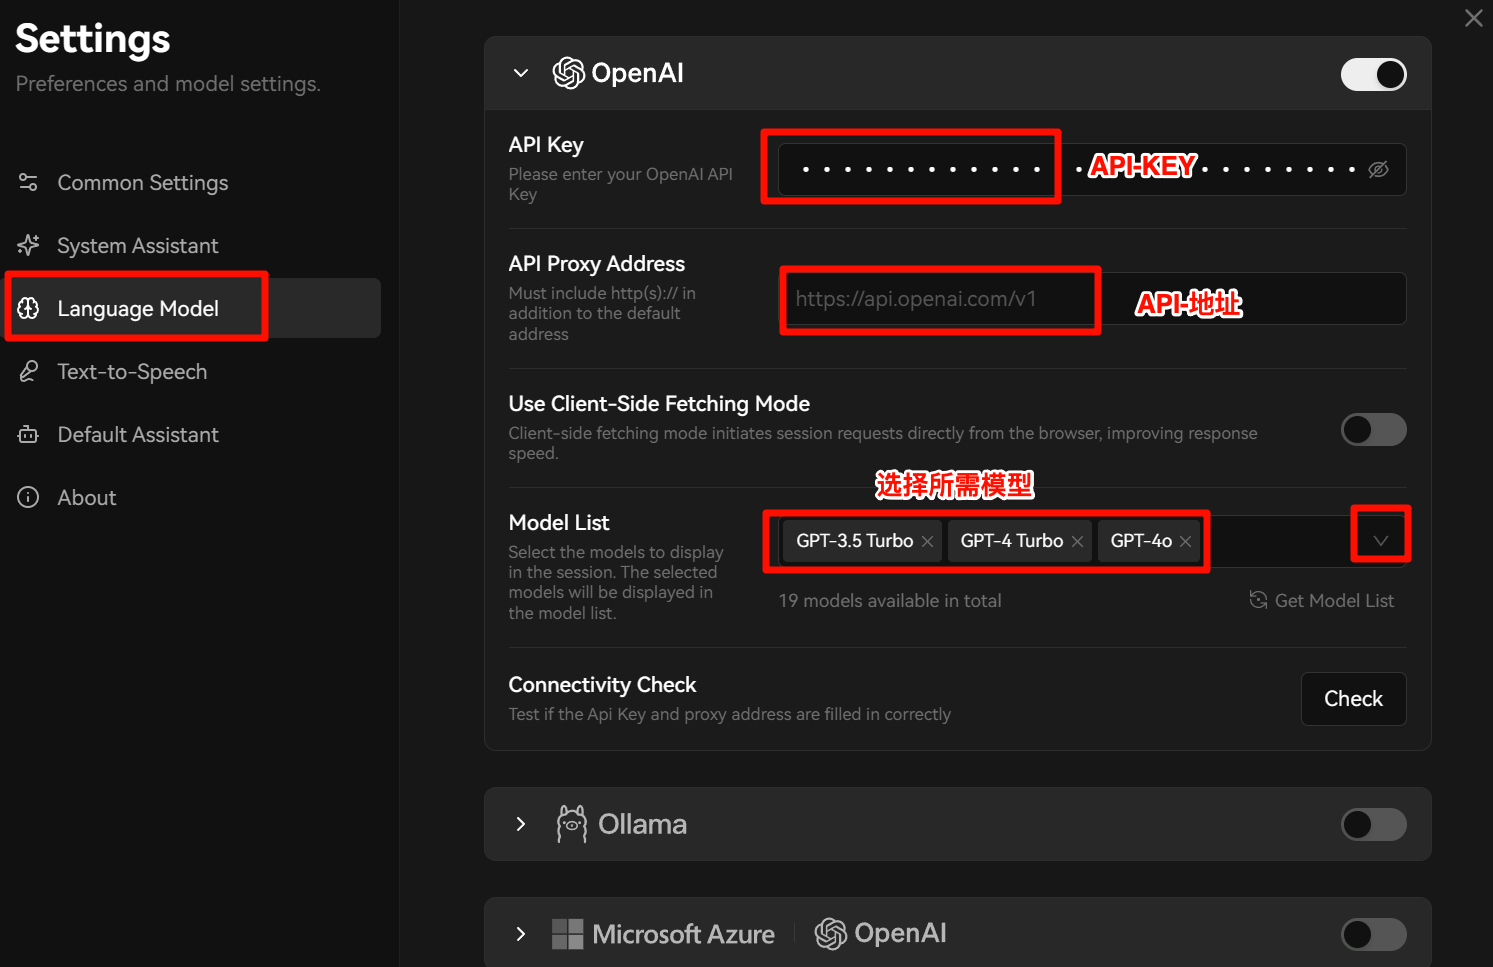 Settings
Preferences and model settings.
Common Settings
System Assistant
Language Model
Text-to-Speech
Default Assistant
About
OpenAI
API Key
Please enter your OpenAI API
Key
API-KEY
API Proxy Address
Must include http(s):// in
addition to the default
address
https://api.openai.com/v1
API-地址
Use Client-Side Fetching Mode
Client-side fetching mode initiates session requests directly from the browser, improving response
speed.
选择所需模型
Model List
Select the models to display
in the session. The selected
models will be displayed in
the model list.
GPT-3.5 Turbo
GPT-4 Turbo
GPT-4o
19 models available in total
Get Model List
Connectivity Check
Test if the Api Key and proxy address are filled in correctly
Check
Ollama
Microsoft Azure
OpenAI